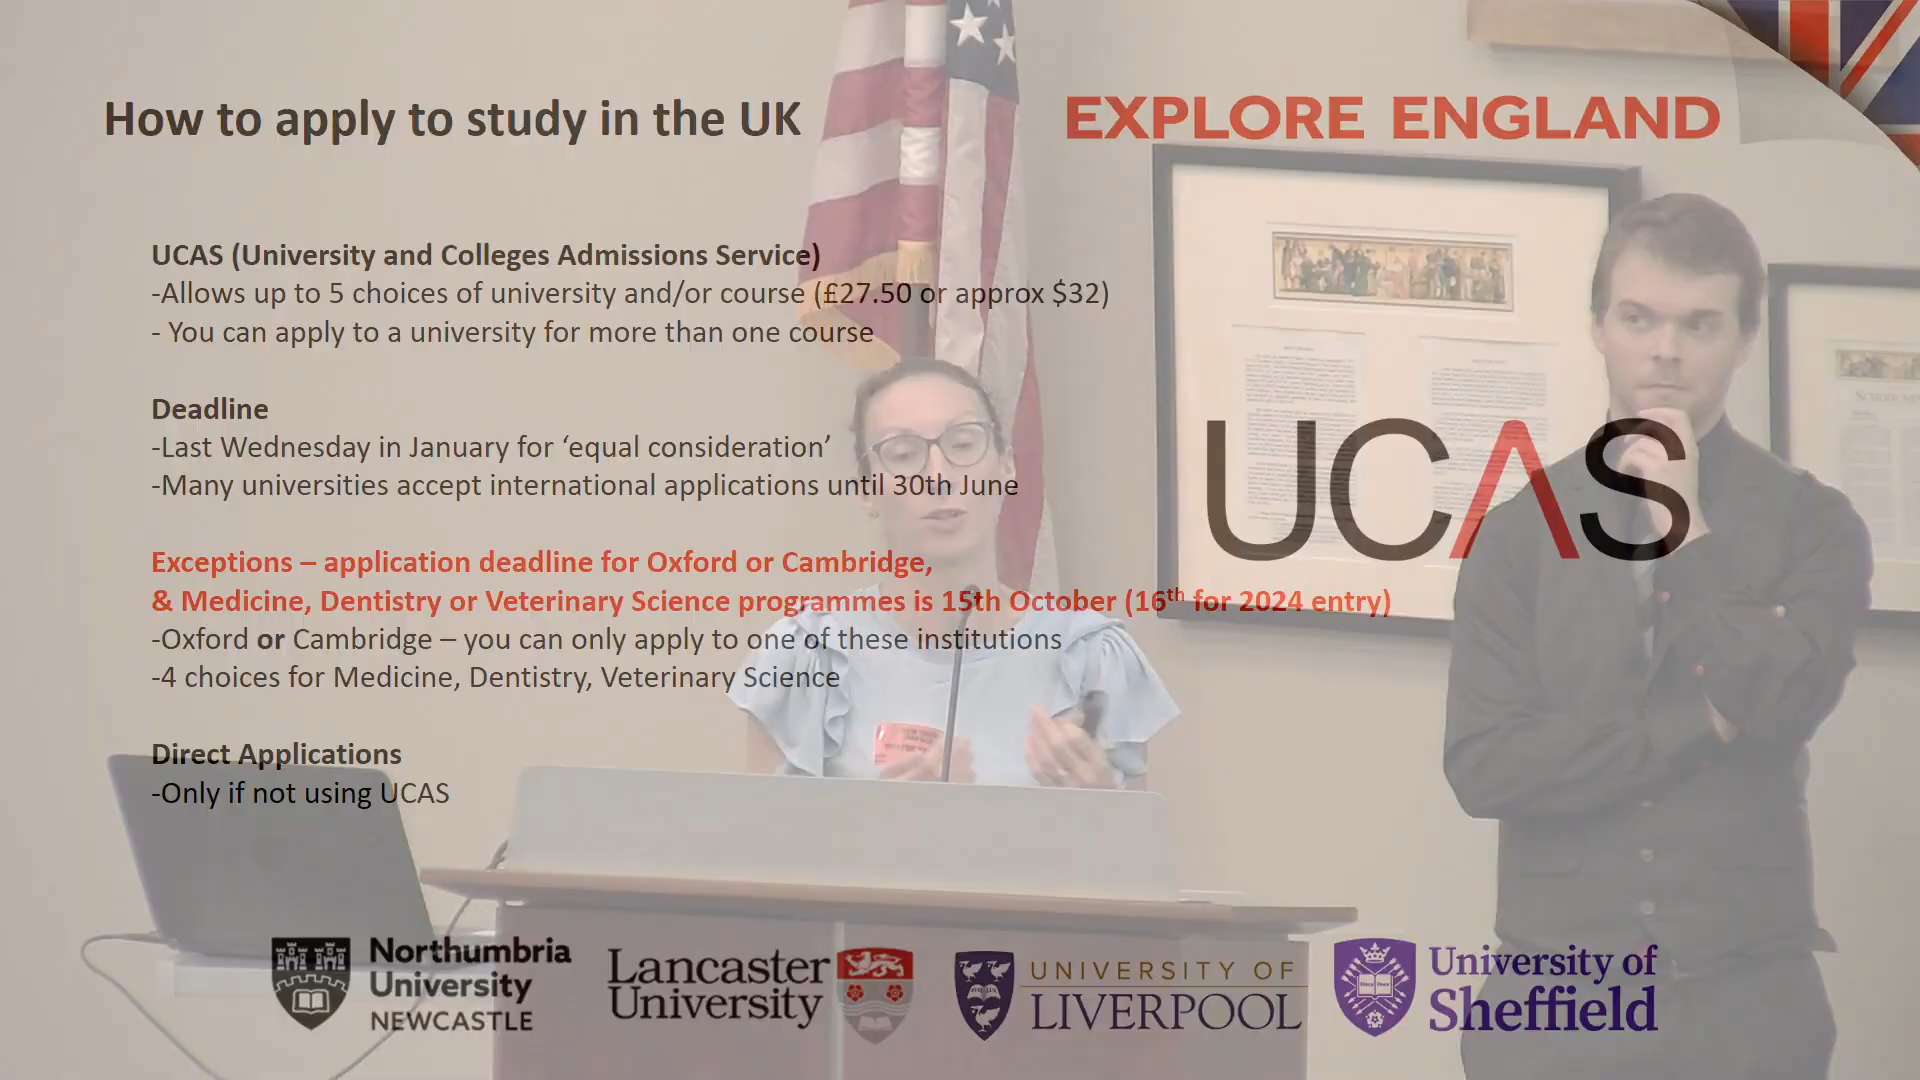 How to apply to study in the UK
EXPLORE ENGLAND
UCAS (University and Colleges Admissions Service)
-Allows up to 5 choices of university and/or course (£27.50 or approx $32)
- You can apply to a university for more than one course
Deadline
-Last Wednesday in January for ‘equal consideration’
-Many universities accept international applications until 30th June
UCAS
Exceptions – application deadline for Oxford or Cambridge,
& Medicine, Dentistry or Veterinary Science programmes is 15th October (16th for 2024 entry)
-Oxford or Cambridge – you can only apply to one of these institutions
-4 choices for Medicine, Dentistry, Veterinary Science
Direct Applications
-Only if not using UCAS
Northumbria
University
NEWCASTLE
Lancaster
University
UNIVERSITY OF
LIVERPOOL
University of
Sheffield